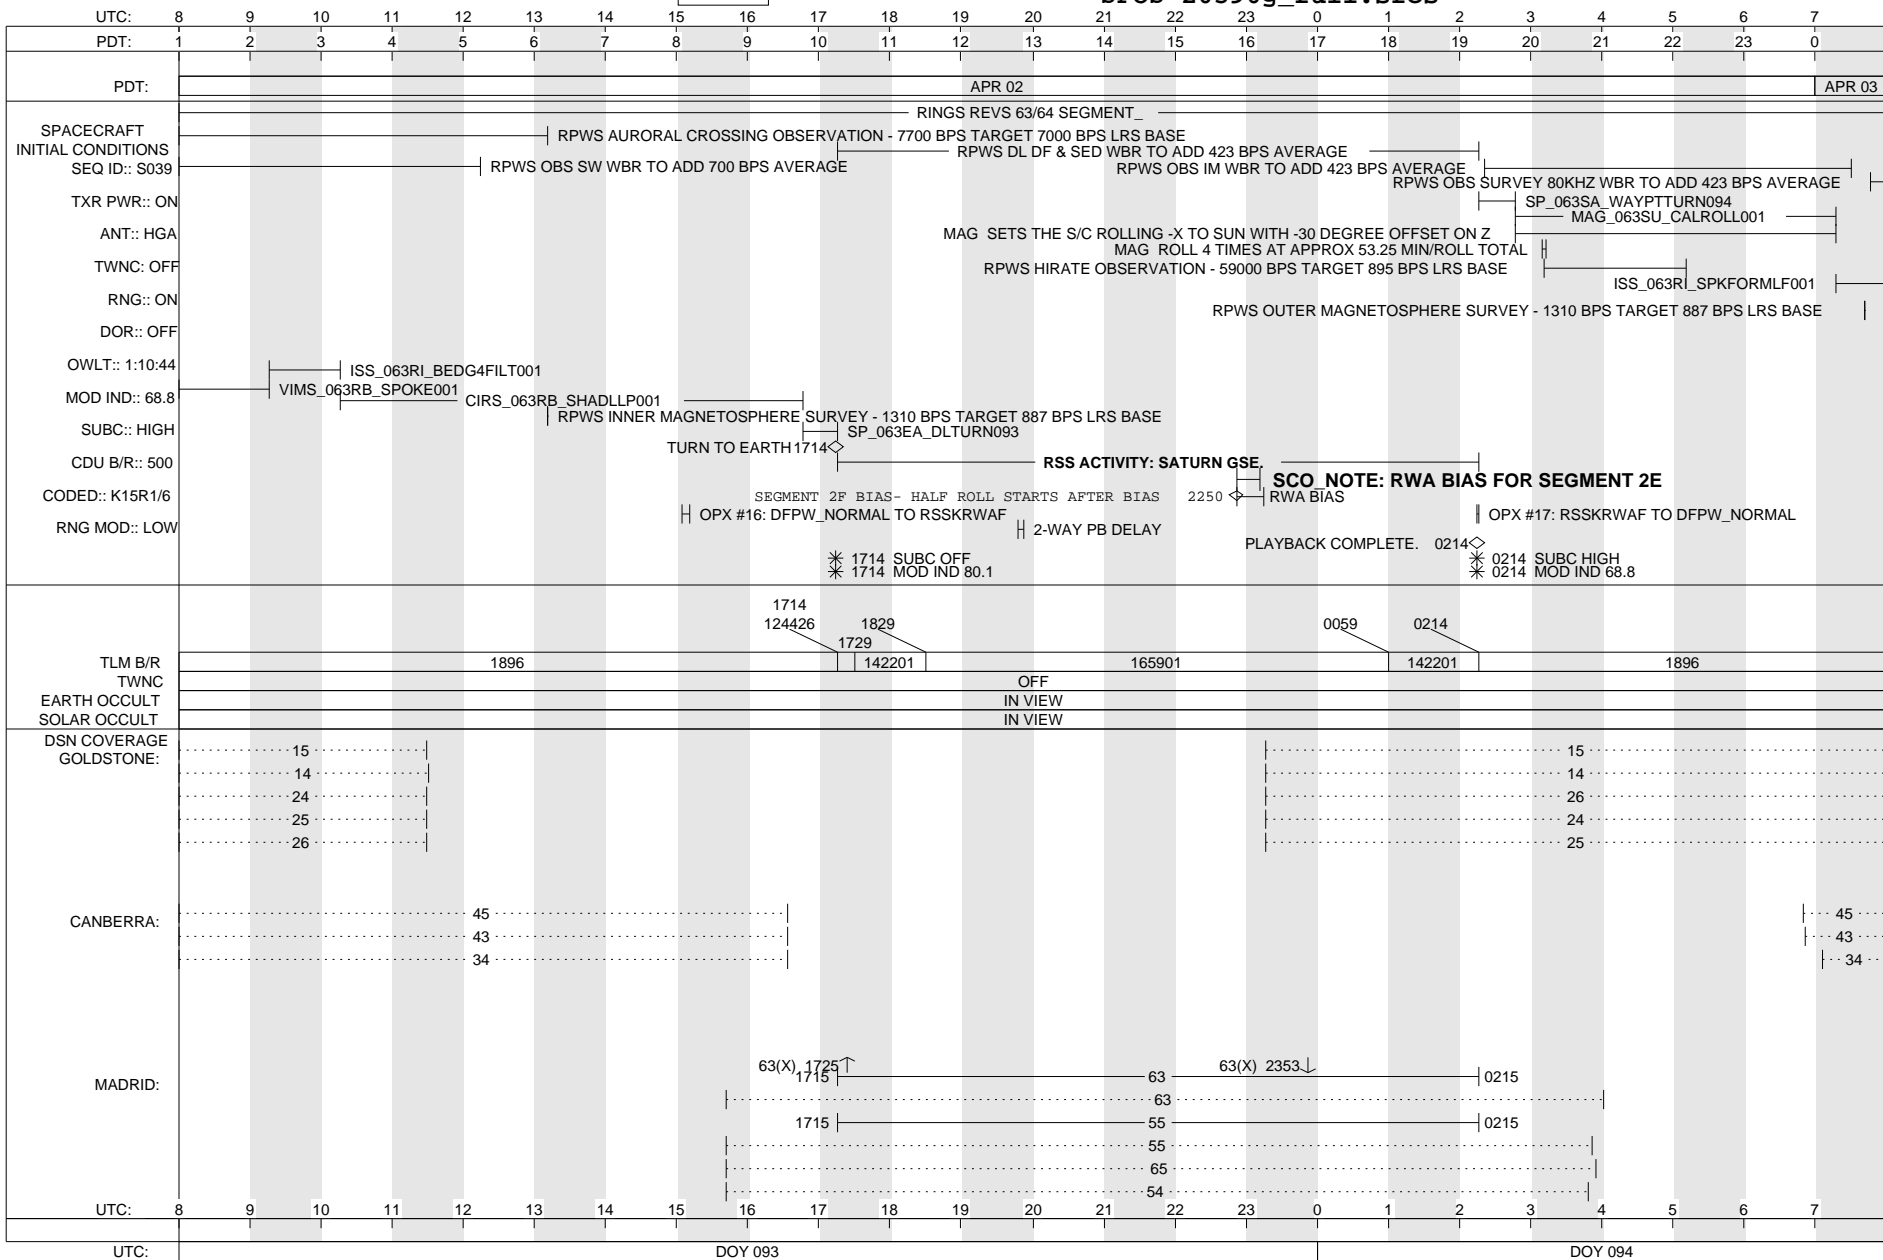 UTC: 8 9 10 11 12 13 14 15 16 17 18 19 20 21 22 23 0 1 2 3 4 5 6 7
PDT: 1 2 3 4 5 6 7 8 9 10 11 12 13 14 15 16 17 18 19 20 21 22 23 0
PDT: APR 02 APR 03
RINGS REVS 63/64 SEGMENT_
SPACECRAFT
INITIAL CONDITIONS
RPWS AURORAL CROSSING OBSERVATION - 7700 BPS TARGET 7000 BPS LRS BASE
RPWS DL DF & SED WBR TO ADD 423 BPS AVERAGE
SEQ ID:: S039
RPWS OBS SW WBR TO ADD 700 BPS AVERAGE
RPWS OBS IM WBR TO ADD 423 BPS AVERAGE
RPWS OBS SURVEY 80KHZ WBR TO ADD 423 BPS AVERAGE
TXR PWR:: ON
SP_063SA_WAYPTTURN094
MAG_063SU_CALROLL001
ANT:: HGA
MAG SETS THE S/C ROLLING -X TO SUN WITH -30 DEGREE OFFSET ON Z
MAG ROLL 4 TIMES AT APPROX 53.25 MIN/ROLL TOTAL
TWNC: OFF
RPWS HIRATE OBSERVATION - 59000 BPS TARGET 895 BPS LRS BASE
ISS_063RI_SPKFORMLF001
RNG:: ON
RPWS OUTER MAGNETOSPHERE SURVEY - 1310 BPS TARGET 887 BPS LRS BASE
DOR:: OFF
OWLT:: 1:10:44
ISS_063RI_BEDG4FILT001
VIMS_063RB_SPOKE001
MOD IND:: 68.8
CIRS_063RB_SHADLLP001
RPWS INNER MAGNETOSPHERE SURVEY - 1310 BPS TARGET 887 BPS LRS BASE
SUBC:: HIGH
SP_063EA_DLTURN093
TURN TO EARTH 1714
CDU B/R:: 500
RSS ACTIVITY: SATURN GSE.
SCO_NOTE: RWA BIAS FOR SEGMENT 2E
CODED:: K15R1/6
SEGMENT 2F BIAS- HALF ROLL STARTS AFTER BIAS 2250 RWA BIAS
OPX #16: DFPW_NORMAL TO RSSKRWAF
OPX #17: RSSKRWAF TO DFPW_NORMAL
RNG MOD:: LOW
2-WAY PB DELAY
PLAYBACK COMPLETE. 0214
1714 SUBC OFF
0214 SUBC HIGH
1714 MOD IND 80.1
0214 MOD IND 68.8
1714
124426 1829 0059 0214
1729
TLM B/R 1896 142201 165901 142201 1896
TWNC OFF
EARTH OCCULT IN VIEW
SOLAR OCCULT IN VIEW
DSN COVERAGE
GOLDSTONE:
15 15
14 14
24 26
25 24
26 25
CANBERRA:
45 45
43 43
34 34
MADRID:
63(X) 1725 63(X) 2353
1715 63 0215
63
1715 55 0215
55
65
54
UTC: 8 9 10 11 12 13 14 15 16 17 18 19 20 21 22 23 0 1 2 3 4 5 6 7
UTC: DOY 093 DOY 094